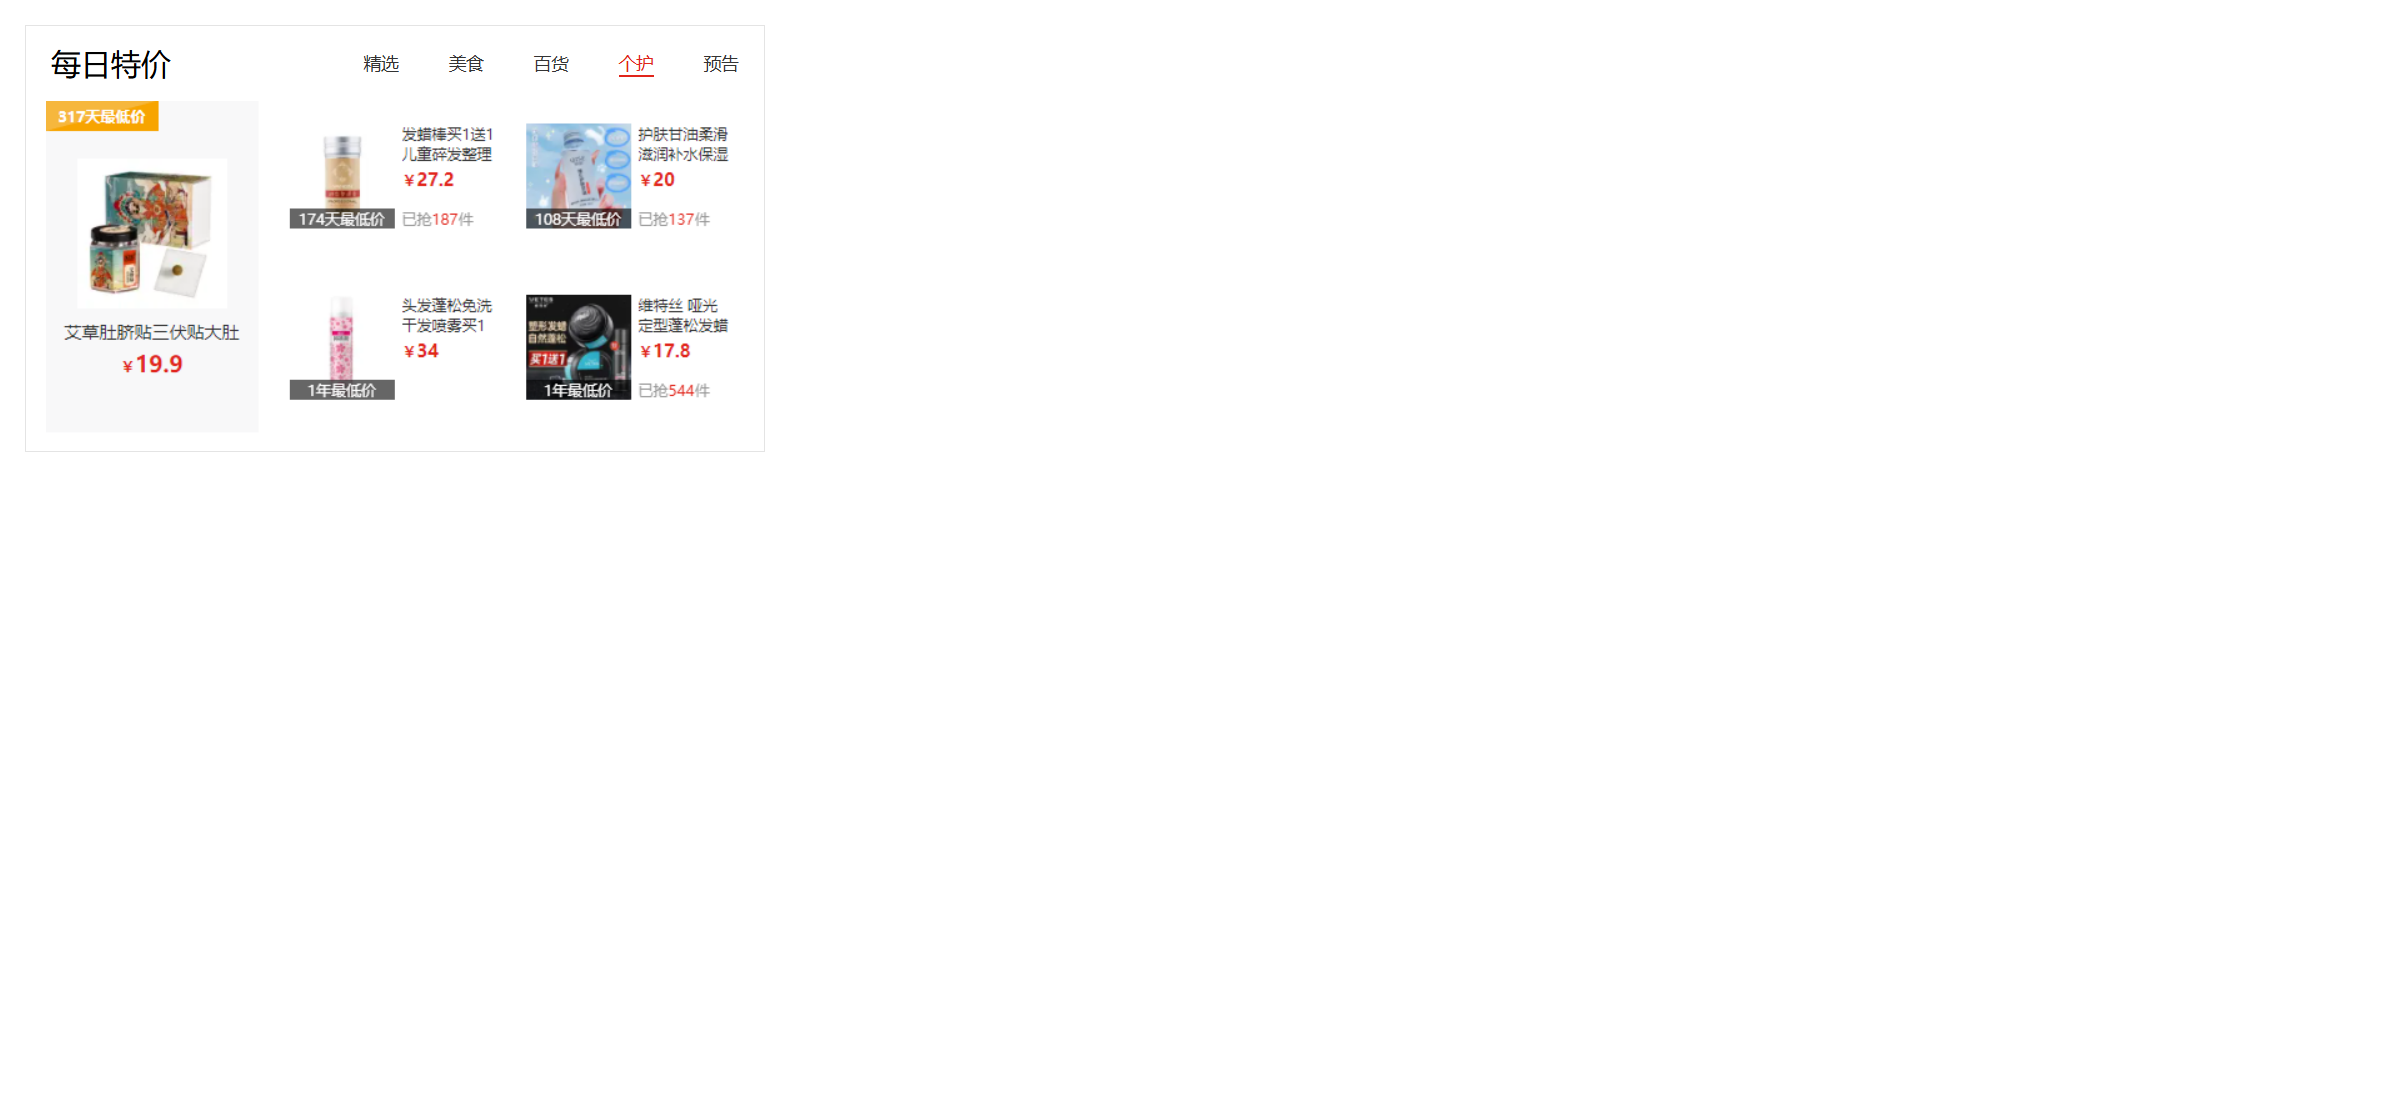 每日特价
精选 美食 百货 个护 预告
317天最低价
艾草肚脐贴三伏贴大肚
¥19.9
发蜡棒买1送1
儿童碎发整理
¥27.2
174天最低价
已抢187件
护肤甘油柔滑
滋润补水保湿
¥20
108天最低价
已抢137件
头发蓬松免洗
干发喷雾买1
¥34
1年最低价
VETES
塑形发蜡
自然蓬松
买1送1
1年最低价
维特丝 哑光
定型蓬松发蜡
¥17.8
已抢544件